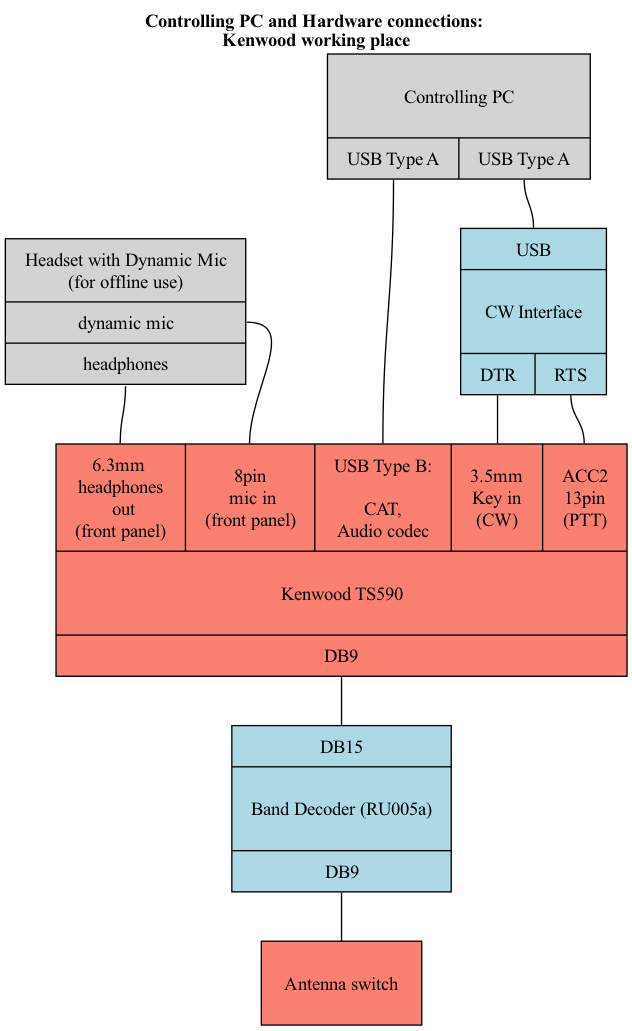 Controlling PC and Hardware connections:
Kenwood working place
Controlling PC
USB Type A
USB Type A
Headset with Dynamic Mic
(for offline use)
dynamic mic
headphones
USB
CW Interface
DTR
RTS
6.3mm
headphones
out
(front panel)
8pin
mic in
(front panel)
USB Type B:
CAT,
Audio codec
3.5mm
Key in
(CW)
ACC2
13pin
(PTT)
Kenwood TS590
DB9
DB15
Band Decoder (RU005a)
DB9
Antenna switch